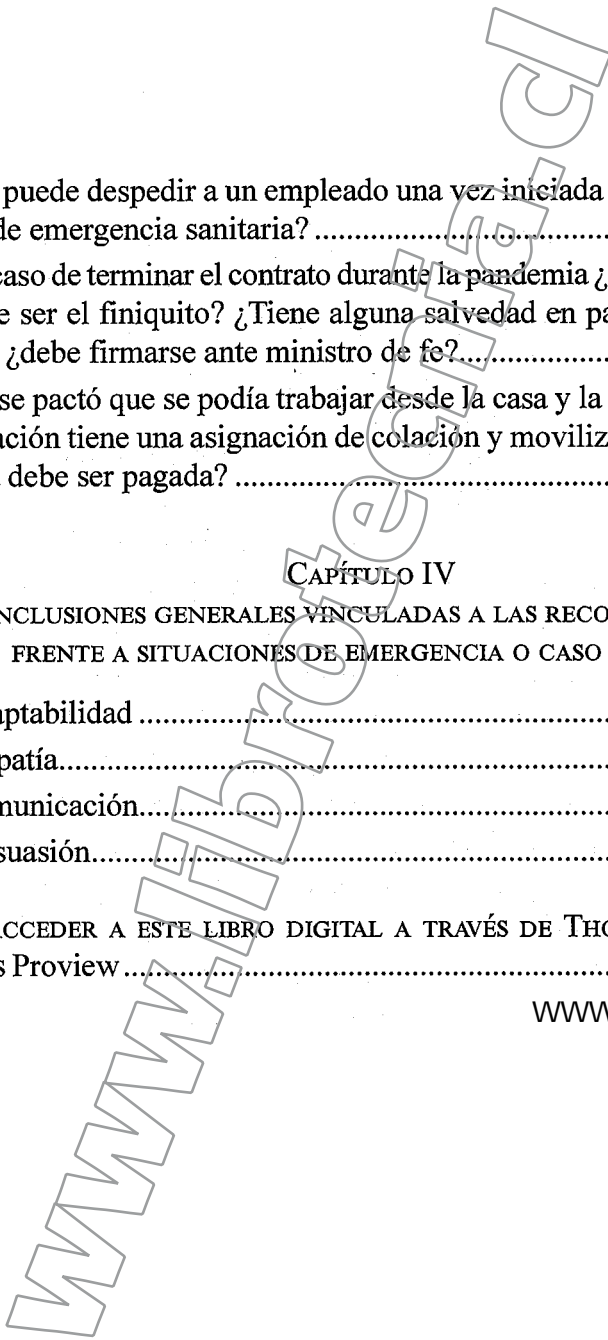 puede despedir a un empleado una vez iniciada
de emergencia sanitaria? ........................................
caso de terminar el contrato durante la pandemia ¿
e ser el finiquito? ¿Tiene alguna salvedad en pa
¿debe firmarse ante ministro de fe?....................
se pactó que se podía trabajar desde la casa y la
ación tiene una asignación de colación y moviliz
debe ser pagada? ..................................................
CAPÍTULO IV
NCLUSIONES GENERALES VINCULADAS A LAS RECO
FRENTE A SITUACIONES DE EMERGENCIA O CASO
aptabilidad ...............................................................
patía.........................................................................
municación..............................................................
suasión.....................................................................
ACCEDER A ESTE LIBRO DIGITAL A TRAVÉS DE THO
s Proview .................................................................
WWW
www.librotecnia.cl